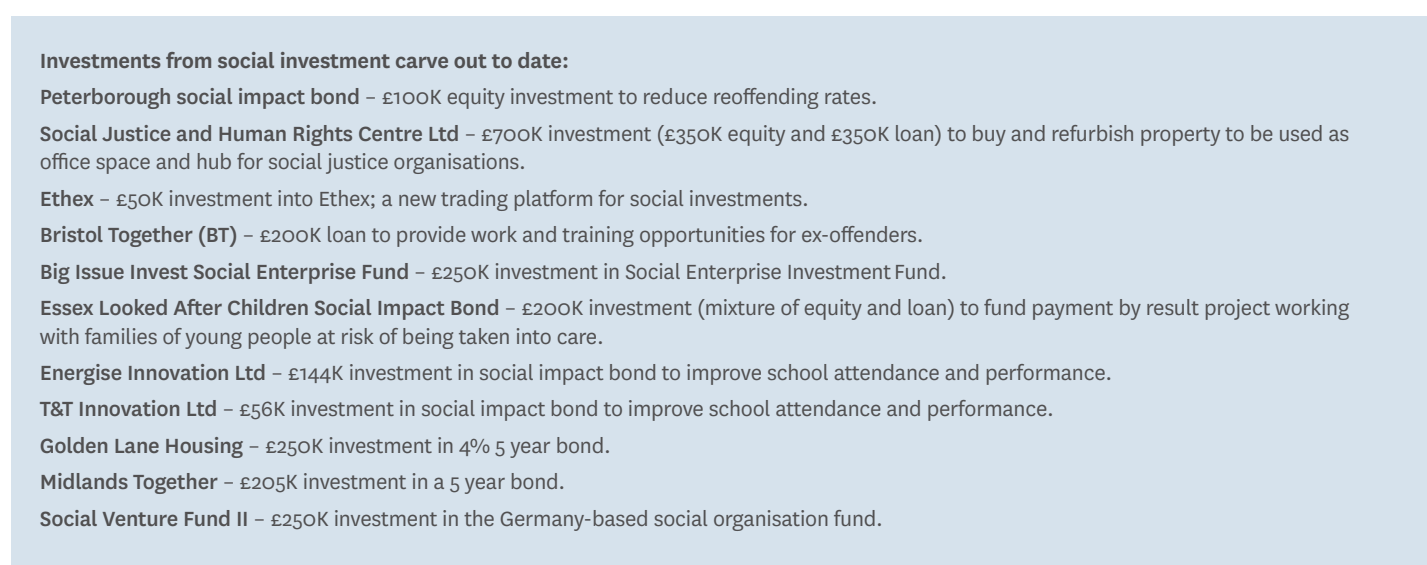 Investments from social investment carve out to date:
Peterborough social impact bond – £100K equity investment to reduce reoffending rates.
Social Justice and Human Rights Centre Ltd – £700K investment (£350K equity and £350K loan) to buy and refurbish property to be used as
office space and hub for social justice organisations.
Ethex – £50K investment into Ethex; a new trading platform for social investments.
Bristol Together (BT) – £200K loan to provide work and training opportunities for ex-offenders.
Big Issue Invest Social Enterprise Fund – £250K investment in Social Enterprise Investment Fund.
Essex Looked After Children Social Impact Bond – £200K investment (mixture of equity and loan) to fund payment by result project working
with families of young people at risk of being taken into care.
Energise Innovation Ltd – £144K investment in social impact bond to improve school attendance and performance.
T&T Innovation Ltd – £56K investment in social impact bond to improve school attendance and performance.
Golden Lane Housing – £250K investment in 4% 5 year bond.
Midlands Together – £205K investment in a 5 year bond.
Social Venture Fund II – £250K investment in the Germany-based social organisation fund.